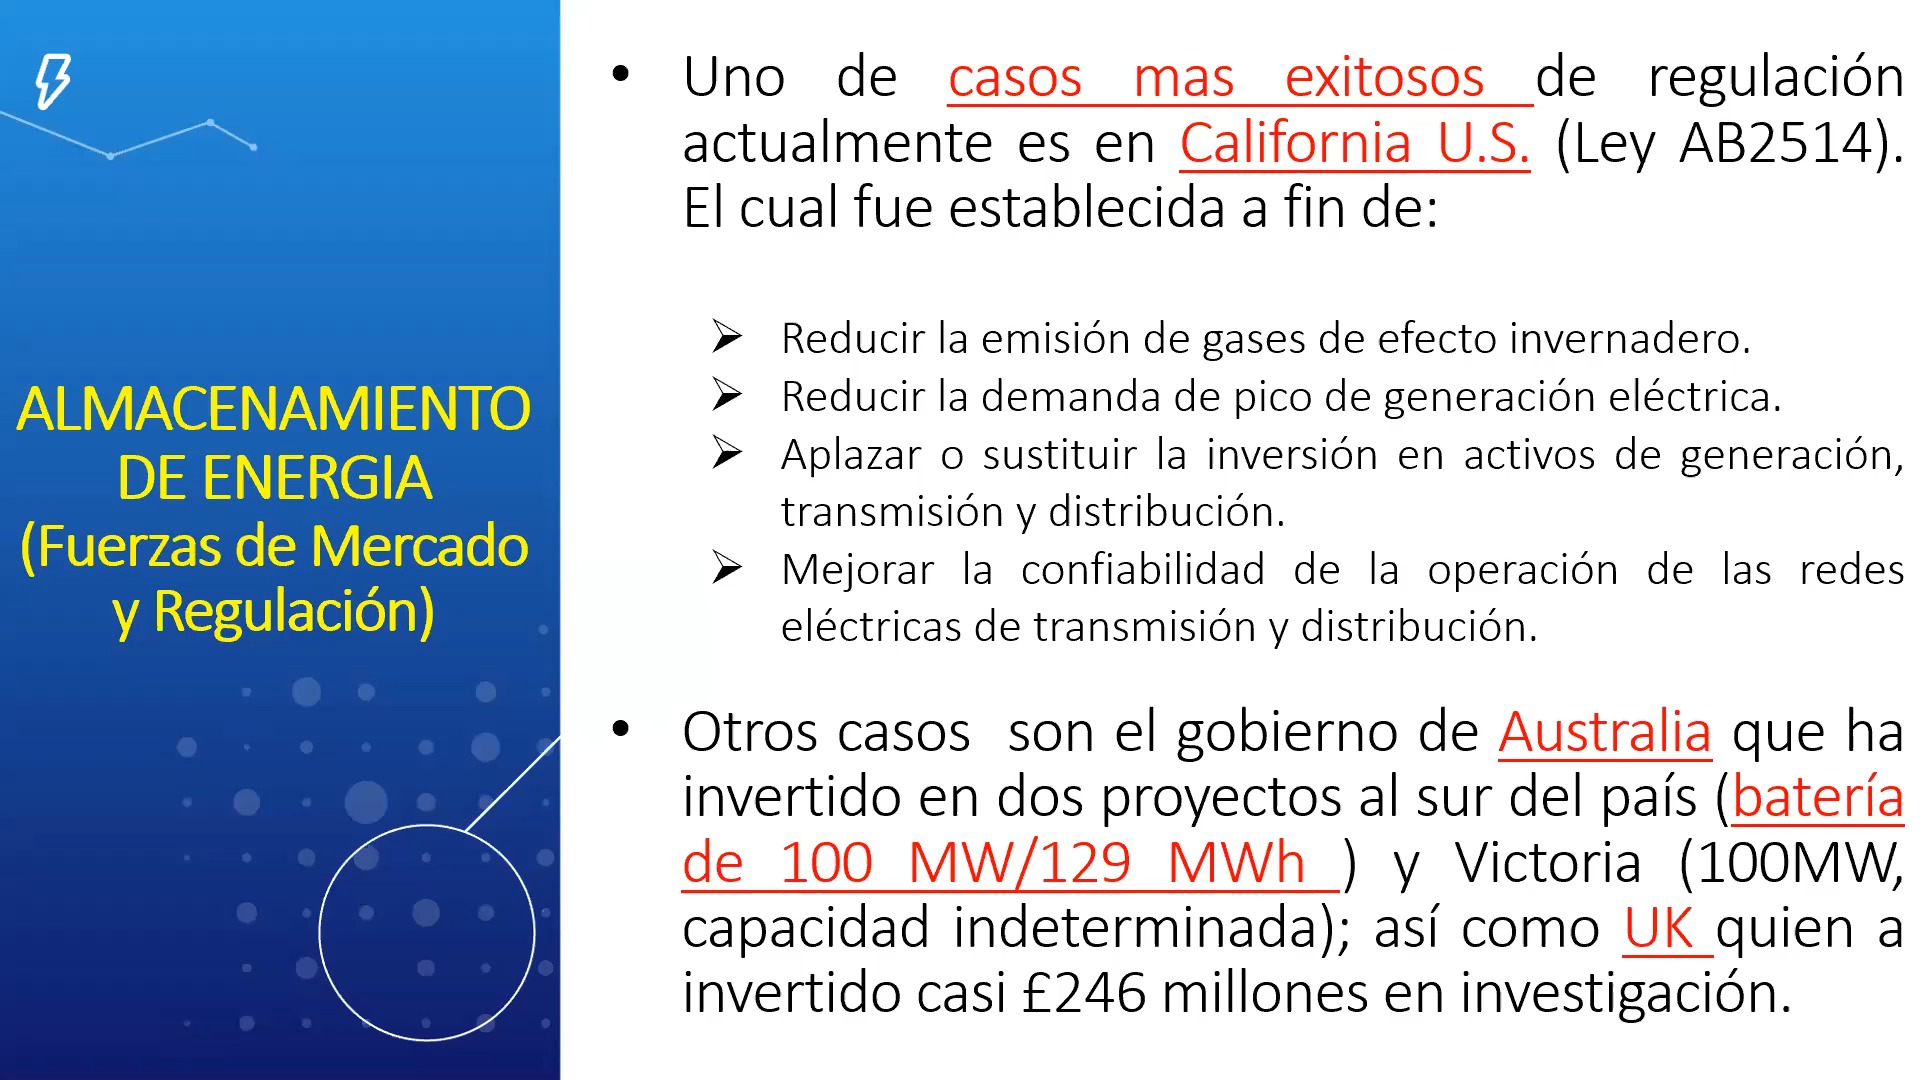 ALMACENAMIENTO
DE ENERGIA
(Fuerzas de Mercado
y Regulación)
• Uno de casos mas exitosos de regulación
actualmente es en California U.S. (Ley AB2514).
El cual fue establecida a fin de:
➢ Reducir la emisión de gases de efecto invernadero.
➢ Reducir la demanda de pico de generación eléctrica.
➢ Aplazar o sustituir la inversión en activos de generación,
transmisión y distribución.
➢ Mejorar la confiabilidad de la operación de las redes
eléctricas de transmisión y distribución.
• Otros casos son el gobierno de Australia que ha
invertido en dos proyectos al sur del país (batería
de 100 MW/129 MWh ) y Victoria (100MW,
capacidad indeterminada); así como UK quien a
invertido casi £246 millones en investigación.